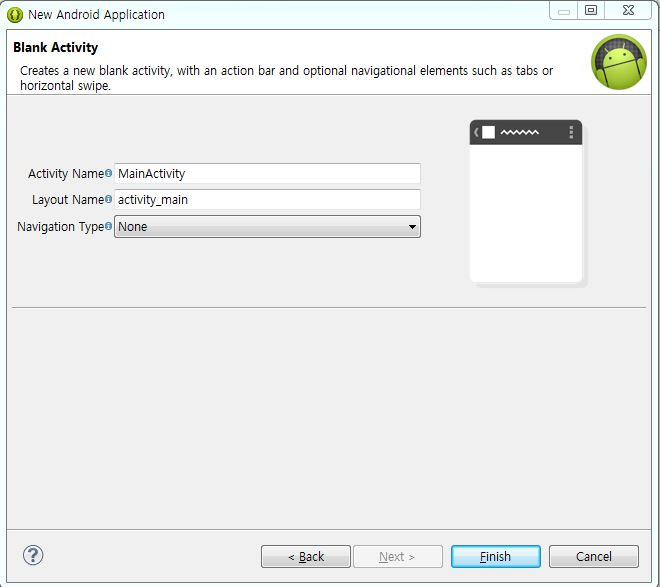 New Android Application
Blank Activity
Creates a new blank activity, with an action bar and optional navigational elements such as tabs or
horizontal swipe.
Activity Name MainActivity
Layout Name activity_main
Navigation Type None
?
< Back Next > Finish Cancel